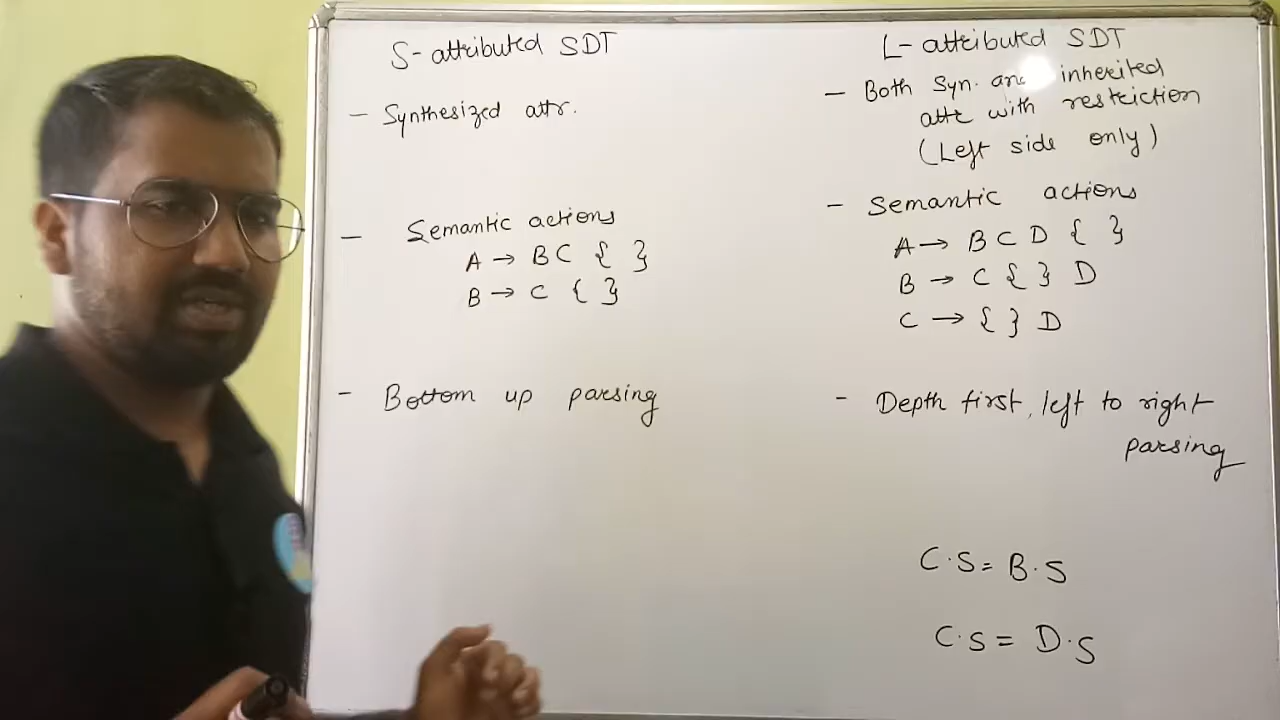 S-attributed SDT
- Synthesized attr.
- Semantic actions
A → BC { }
B → C { }
- Bottom up parsing
L-attributed SDT
- Both Syn. and inherited
attr with restriction
(Left side only)
- Semantic actions
A → B C D { }
B → C { } D
C → { } D
- Depth first, left to right
parsing
C.S = B.S
C.S = D.S